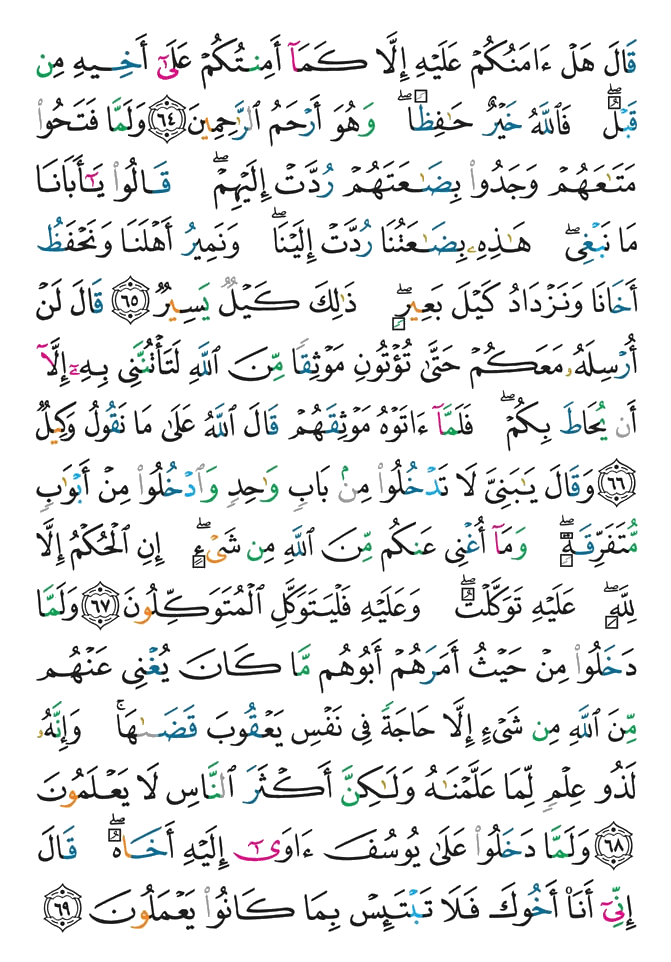 قَالَ هَلْ ءَامَنُكُمْ عَلَيْهِ إِلَّا كَمَآ أَمِنتُكُمْ عَلَىٰٓ أَخِيهِ مِن
قَبْلُ ۖ فَٱللَّهُ خَيْرٌ حَـٰفِظًا ۖ وَهُوَ أَرْحَمُ ٱلرَّٰحِمِينَ ﴿٦٤﴾ وَلَمَّا فَتَحُوا۟
مَتَـٰعَهُمْ وَجَدُوا۟ بِضَـٰعَتَهُمْ رُدَّتْ إِلَيْهِمْ ۖ قَالُوا۟ يَـٰٓأَبَانَا
مَا نَبْغِى ۖ هَـٰذِهِۦ بِضَـٰعَتُنَا رُدَّتْ إِلَيْنَا ۖ وَنَمِيرُ أَهْلَنَا وَنَحْفَظُ
أَخَانَا وَنَزْدَادُ كَيْلَ بَعِيرٍ ۖ ذَٰلِكَ كَيْلٌ يَسِيرٌ ﴿٦٥﴾ قَالَ لَنْ
أُرْسِلَهُۥ مَعَكُمْ حَتَّىٰ تُؤْتُونِ مَوْثِقًا مِّنَ ٱللَّهِ لَتَأْتُنَّنِى بِهِۦٓ إِلَّآ
أَن يُحَاطَ بِكُمْ ۖ فَلَمَّآ ءَاتَوْهُ مَوْثِقَهُمْ قَالَ ٱللَّهُ عَلَىٰ مَا نَقُولُ وَكِيلٌ
﴿٦٦﴾ وَقَالَ يَـٰبَنِىَّ لَا تَدْخُلُوا۟ مِنۢ بَابٍ وَٰحِدٍ وَٱدْخُلُوا۟ مِنْ أَبْوَٰبٍ
مُّتَفَرِّقَةٍ ۖ وَمَآ أُغْنِى عَنكُم مِّنَ ٱللَّهِ مِن شَىْءٍ ۖ إِنِ ٱلْحُكْمُ إِلَّا
لِلَّهِ ۖ عَلَيْهِ تَوَكَّلْتُ ۖ وَعَلَيْهِ فَلْيَتَوَكَّلِ ٱلْمُتَوَكِّلُونَ ﴿٦٧﴾ وَلَمَّا
دَخَلُوا۟ مِنْ حَيْثُ أَمَرَهُمْ أَبُوهُم مَّا كَانَ يُغْنِى عَنْهُم
مِّنَ ٱللَّهِ مِن شَىْءٍ إِلَّا حَاجَةً فِى نَفْسِ يَعْقُوبَ قَضَىٰهَا ۚ وَإِنَّهُۥ
لَذُو عِلْمٍ لِّمَا عَلَّمْنَـٰهُ وَلَـٰكِنَّ أَكْثَرَ ٱلنَّاسِ لَا يَعْلَمُونَ
﴿٦٨﴾ وَلَمَّا دَخَلُوا۟ عَلَىٰ يُوسُفَ ءَاوَىٰٓ إِلَيْهِ أَخَاهُ ۖ قَالَ
إِنِّىٓ أَنَا۠ أَخُوكَ فَلَا تَبْتَئِسْ بِمَا كَانُوا۟ يَعْمَلُونَ ﴿٦٩﴾